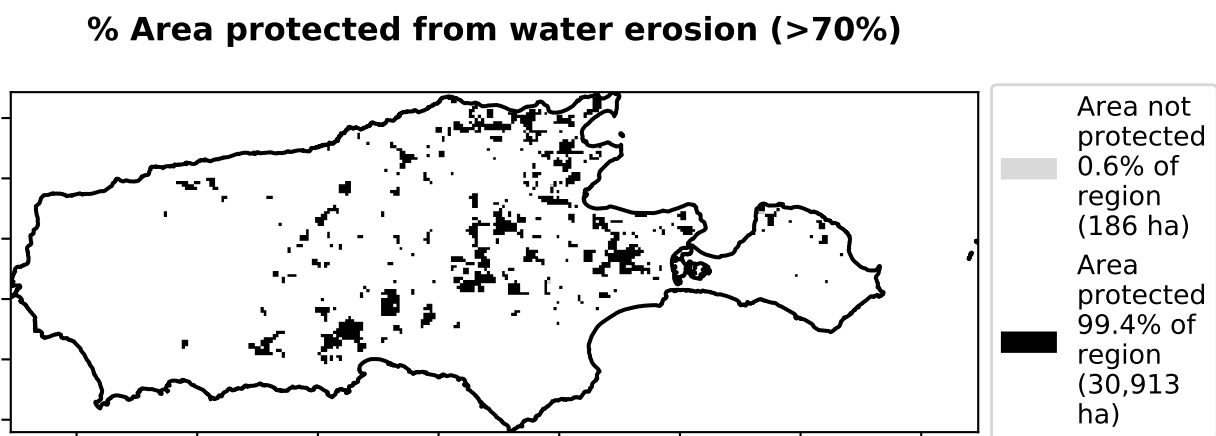 % Area protected from water erosion (>70%)
Area not
protected
0.6% of
region
(186 ha)
Area
protected
99.4% of
region
(30,913
ha)